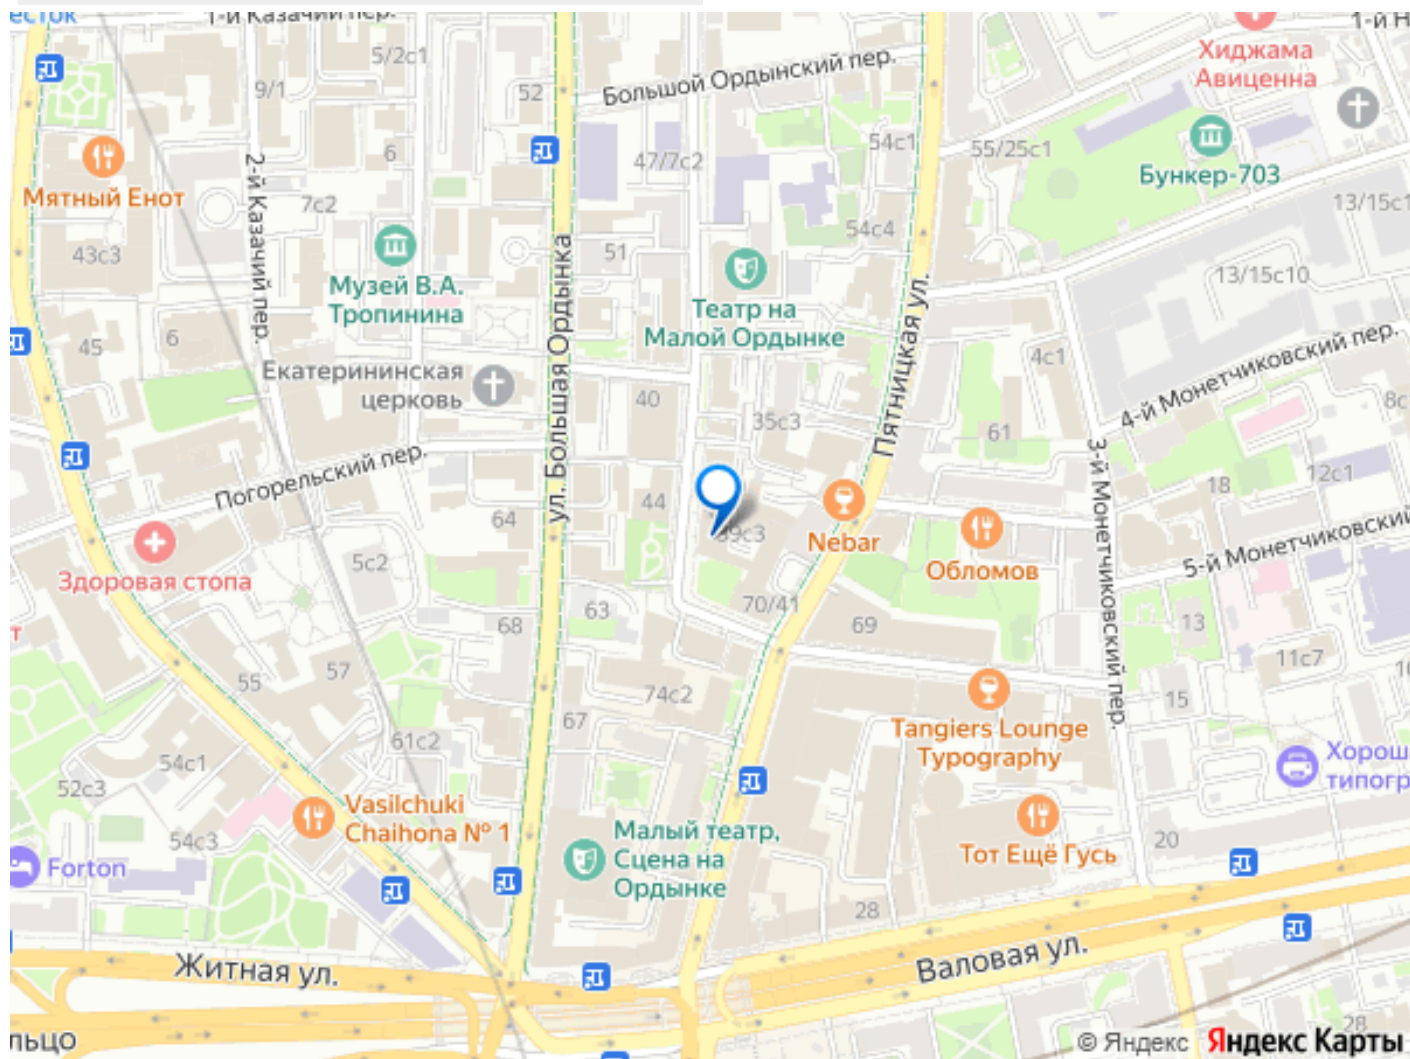 есток
1-й Казачий пер.
1-й Н
5/2с1
Хиджама
Авиценна
Большой Ордынский пер.
9/1
52
54с1
55/25с1
6
47/7с2
Бункер-703
2-й Казачий пер.
Мятный Енот
7с2
13/15с1
54с4
43с3
51
ул. Большая Ордынка
Музей В.А.
Тропинина
13/15с10
Театр на
Малой Ордынке
Пятницкая ул.
6
45
4с1
4-й Монетчиковский пер.
Екатерининская
церковь
40
8с
35с3
61
Погорельский пер.
3-й Монетчиковский пер.
12с1
18
44
64
39с3
Nebar
5-й Монетчиковский
Здоровая стопа
5с2
Обломов
63
70/41
68
69
13
т
57
11с7
55
74с2
15
1
67
61с2
Tangiers Lounge
Typography
54с1
Хорош
типогр
52с3
Vasilchuki
Chaihona № 1
Малый театр,
Сцена на
Ордынке
54с3
20
Тот Ещё Гусь
Forton
28
Житная ул.
Валовая ул.
льцо
28
© Яндекс Яндекс Карты